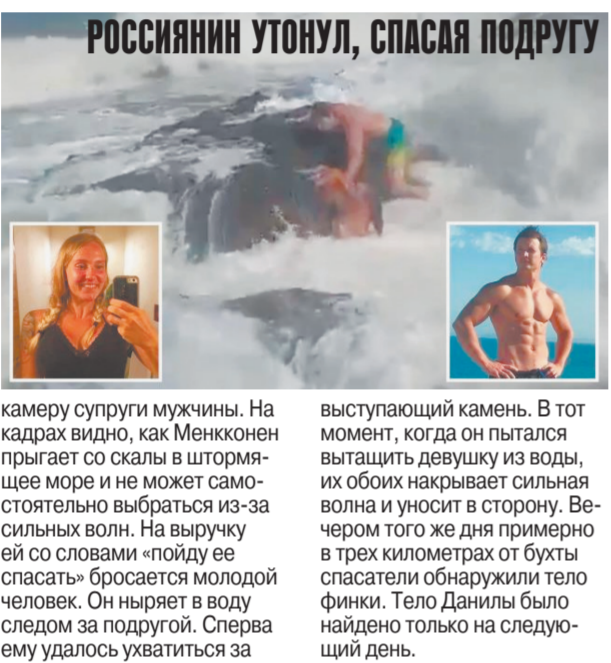 РОССИЯНИН УТОНУЛ, СПАСАЯ ПОДРУГУ
камеру супруги мужчины. На
кадрах видно, как Менкконен
прыгает со скалы в штормя-
щее море и не может само-
стоятельно выбраться из-за
сильных волн. На выручку
ей со словами «пойду ее
спасать» бросается молодой
человек. Он ныряет в воду
следом за подругой. Сперва
ему удалось ухватиться за
выступающий камень. В тот
момент, когда он пытался
вытащить девушку из воды,
их обоих накрывает сильная
волна и уносит в сторону. Ве-
чером того же дня примерно
в трех километрах от бухты
спасатели обнаружили тело
финки. Тело Данилы было
найдено только на следую-
щий день.